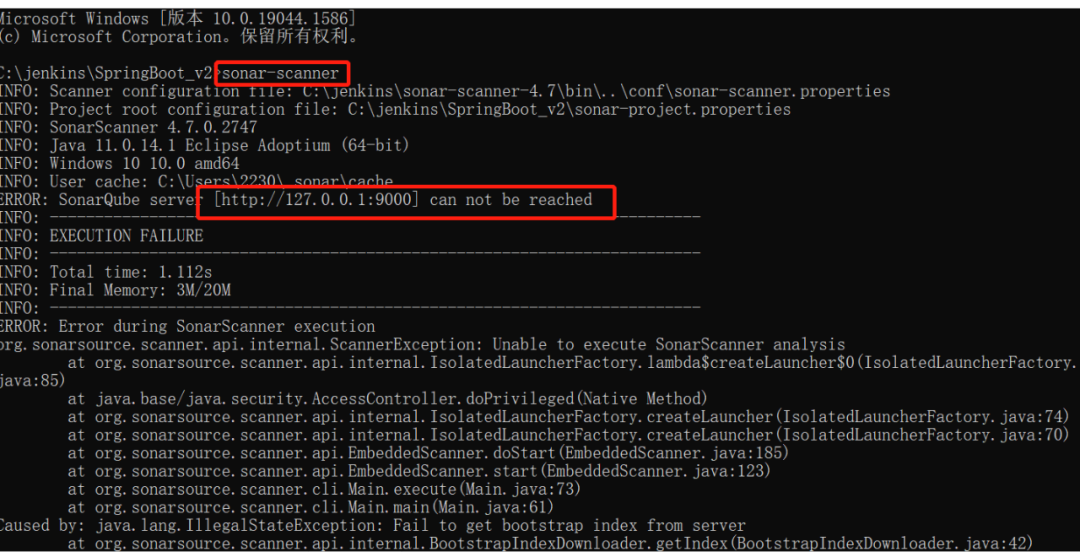 Microsoft Windows [版本 10.0.19044.1586]
(c) Microsoft Corporation。保留所有权利。
C:\jenkins\SpringBoot_v2>sonar-scanner
INFO: Scanner configuration file: C:\jenkins\sonar-scanner-4.7\bin\..\conf\sonar-scanner.properties
INFO: Project root configuration file: C:\jenkins\SpringBoot_v2\sonar-project.properties
INFO: SonarScanner 4.7.0.2747
INFO: Java 11.0.14.1 Eclipse Adoptium (64-bit)
INFO: Windows 10 10.0 amd64
INFO: User cache: C:\Users\2230\.sonar\cache
ERROR: SonarQube server [http://127.0.0.1:9000] can not be reached
INFO: ------------------------------------------------------------------------
INFO: EXECUTION FAILURE
INFO: ------------------------------------------------------------------------
INFO: Total time: 1.112s
INFO: Final Memory: 3M/20M
INFO: ------------------------------------------------------------------------
ERROR: Error during SonarScanner execution
org.sonarsource.scanner.api.internal.ScannerException: Unable to execute SonarScanner analysis
at org.sonarsource.scanner.api.internal.IsolatedLauncherFactory.lambda$createLauncher$0(IsolatedLauncherFactory.
java:85)
at java.base/java.security.AccessController.doPrivileged(Native Method)
at org.sonarsource.scanner.api.internal.IsolatedLauncherFactory.createLauncher(IsolatedLauncherFactory.java:74)
at org.sonarsource.scanner.api.internal.IsolatedLauncherFactory.createLauncher(IsolatedLauncherFactory.java:70)
at org.sonarsource.scanner.api.EmbeddedScanner.doStart(EmbeddedScanner.java:185)
at org.sonarsource.scanner.api.EmbeddedScanner.start(EmbeddedScanner.java:123)
at org.sonarsource.scanner.cli.Main.execute(Main.java:73)
at org.sonarsource.scanner.cli.Main.main(Main.java:61)
Caused by: java.lang.IllegalStateException: Fail to get bootstrap index from server
at org.sonarsource.scanner.api.internal.BootstrapIndexDownloader.getIndex(BootstrapIndexDownloader.java:42)